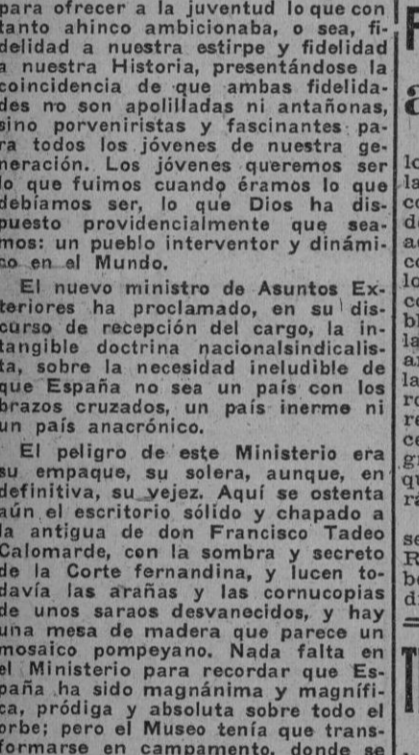 para ofrecer a la juventud lo que con
tanto ahinco ambicionaba, o sea, fi-
delidad a nuestra estirpe y fidelidad
a nuestra Historia, presentándose la
coincidencia de que ambas fidelida-
des no son apolilladas ni antañonas,
sino porveniristas y fascinantes pa-
ra todos los jóvenes de nuestra ge-
neración. Los jóvenes queremos ser
lo que fuimos cuando éramos lo que
debíamos ser, lo que Dios ha dis-
puesto providencialmente que sea-
mos: un pueblo interventor y dinámi-
co en el Mundo.
El nuevo ministro de Asuntos Ex-
teriores ha proclamado, en su dis-
curso de recepción del cargo, la in-
tangible doctrina nacionalsindicalis-
ta, sobre la necesidad ineludible de
que España no sea un país con los
brazos cruzados, un país inerme ni
un país anacrónico.
El peligro de este Ministerio era
su empaque, su solera, aunque, en
definitiva, su vejez. Aquí se ostenta
aún el escritorio sólido y chapado a
la antigua de don Francisco Tadeo
Calomarde, con la sombra y secreto
de la Corte fernandina, y lucen to-
davía las arañas y las cornucopias
de unos saraos desvanecidos, y hay
una mesa de madera que parece un
mosaico pompeyano. Nada falta en
el Ministerio para recordar que Es-
paña ha sido magnánima y magnífi-
ca, pródiga y absoluta sobre todo el
orbe; pero el Museo tenía que trans-
formarse en campamento, donde se